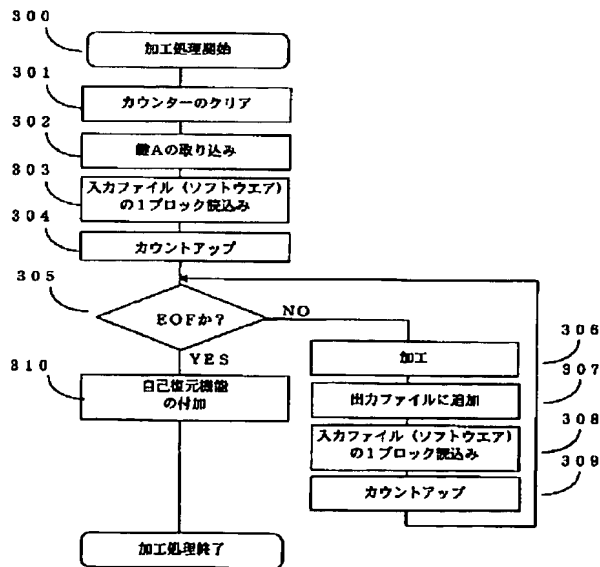 300
加工処理開始
301
カウンターのクリア
302
鍵Aの取り込み
303
入力ファイル（ソフトウエア）
の１ブロック読込み
304
カウントアップ
305
EOFか？
NO
YES
306
加工
307
出力ファイルに追加
308
入力ファイル（ソフトウエア）
の１ブロック読込み
309
カウントアップ
310
自己復元機能
の付加
加工処理終了